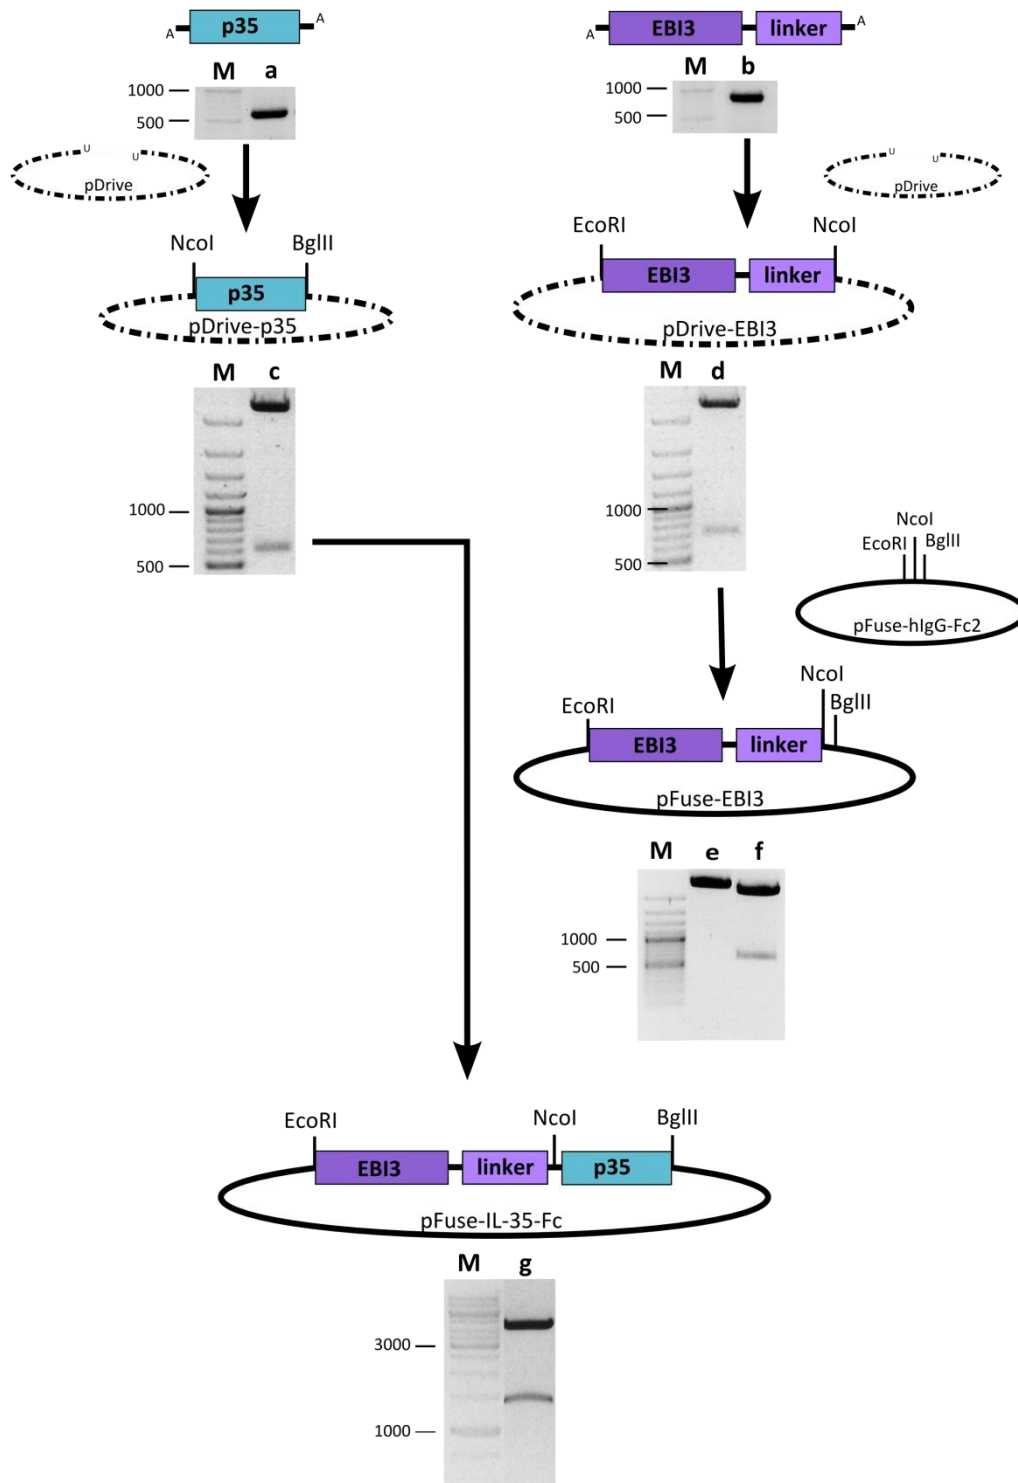 p35
A
A
M a
1000
500
U U
pDrive
EBI3 linker
A
A
M b
1000
500
U U
pDrive
NcoI BglII
p35
pDrive-p35
EcoRI NcoI
EBI3 linker
pDrive-EBI3
M c
1000
500
M d
1000
500
NcoI
EcoRI BglII
pFuse-hIgG-Fc2
NcoI
EcoRI BglII
EBI3 linker
pFuse-EBI3
M e f
1000
500
EcoRI NcoI BglII
EBI3 linker p35
pFuse-IL-35-Fc
M g
3000
1000